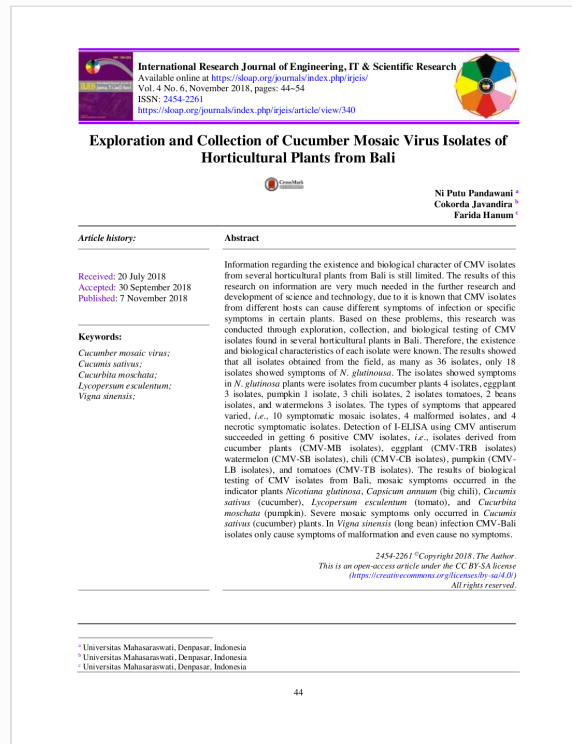 International Research Journal of Engineering, IT & Scientific Research
Available online at https://sloap.org/journals/index.php/irjeis/
Vol. 4 No. 6, November 2018, pages: 44~54
ISSN: 2454-2261
https://sloap.org/journals/index.php/irjeis/article/view/340
Exploration and Collection of Cucumber Mosaic Virus Isolates of
Horticultural Plants from Bali
CrossMark
Ni Putu Pandawani a
Cokorda Javandira b
Farida Hanum c
Article history:
Received: 20 July 2018
Accepted: 30 September 2018
Published: 7 November 2018
Keywords:
Cucumber mosaic virus;
Cucumis sativus;
Cucurbita moschata;
Lycopersum esculentum;
Vigna sinensis;
Abstract
Information regarding the existence and biological character of CMV isolates
from several horticultural plants from Bali is still limited. The results of this
research on information are very much needed in the further research and
development of science and technology, due to it is known that CMV isolates
from different hosts can cause different symptoms of infection or specific
symptoms in certain plants. Based on these problems, this research was
conducted through exploration, collection, and biological testing of CMV
isolates found in several horticultural plants in Bali. Therefore, the existence
and biological characteristics of each isolate were known. The results showed
that all isolates obtained from the field, as many as 36 isolates, only 18
isolates showed symptoms of N. glutinousa. The isolates showed symptoms
in N. glutinosa plants were isolates from cucumber plants 4 isolates, eggplant
3 isolates, pumpkin 1 isolate, 3 chili isolates, 2 isolates tomatoes, 2 beans
isolates, and watermelons 3 isolates. The types of symptoms that appeared
varied, i.e., 10 symptomatic mosaic isolates, 4 malformed isolates, and 4
necrotic symptomatic isolates. Detection of I-ELISA using CMV antiserum
succeeded in getting 6 positive CMV isolates, i.e., isolates derived from
cucumber plants (CMV-MB isolates), eggplant (CMV-TRB isolates)
watermelon (CMV-SB isolates), chili (CMV-CB isolates), pumpkin (CMV-
LB isolates), and tomatoes (CMV-TB isolates). The results of biological
testing of CMV isolates from Bali, mosaic symptoms occurred in the
indicator plants Nicotiana glutinosa, Capsicum annuum (big chili), Cucumis
sativus (cucumber), Lycopersum esculentum (tomato), and Cucurbita
moschata (pumpkin). Severe mosaic symptoms only occurred in Cucumis
sativus (cucumber) plants. In Vigna sinensis (long bean) infection CMV-Bali
isolates only cause symptoms of malformation and even cause no symptoms.
2454-2261 ©Copyright 2018. The Author.
This is an open-access article under the CC BY-SA license
(https://creativecommons.org/licenses/by-sa/4.0/)
All rights reserved.
a Universitas Mahasaraswati, Denpasar, Indonesia
b Universitas Mahasaraswati, Denpasar, Indonesia
c Universitas Mahasaraswati, Denpasar, Indonesia
44